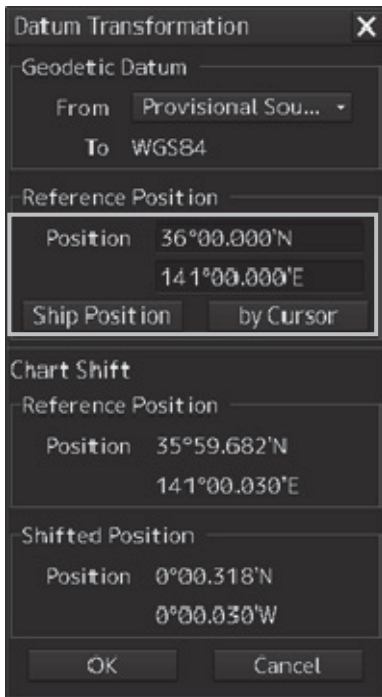 Datum Transformation X
Geodetic Datum
From Provisional Sou...
To WGS84
Reference Position
Position 36°00.000'N
141°00.000'E
Ship Position by Cursor
Chart Shift
Reference Position
Position 35°59.682'N
141°00.030'E
Shifted Position
Position 0°00.318'N
0°00.030'W
OK Cancel